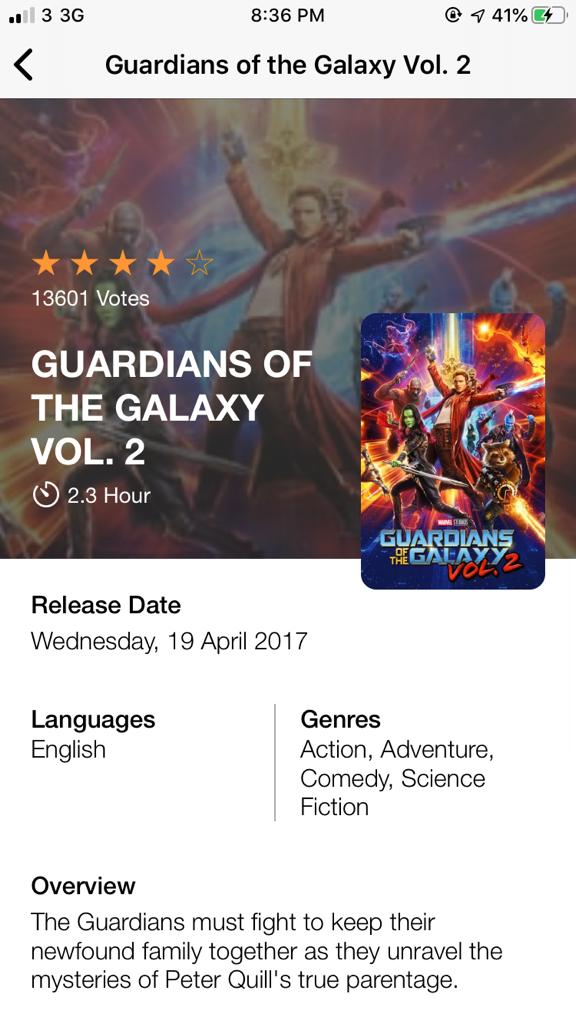 3 3G 8:36 PM 41%
Guardians of the Galaxy Vol. 2
13601 Votes
GUARDIANS OF
THE GALAXY
VOL. 2
2.3 Hour
MARVEL STUDIOS
GUARDIANS
OF THE GALAXY
VOL. 2
Release Date
Wednesday, 19 April 2017
Languages
English
Genres
Action, Adventure,
Comedy, Science
Fiction
Overview
The Guardians must fight to keep their
newfound family together as they unravel the
mysteries of Peter Quill's true parentage.